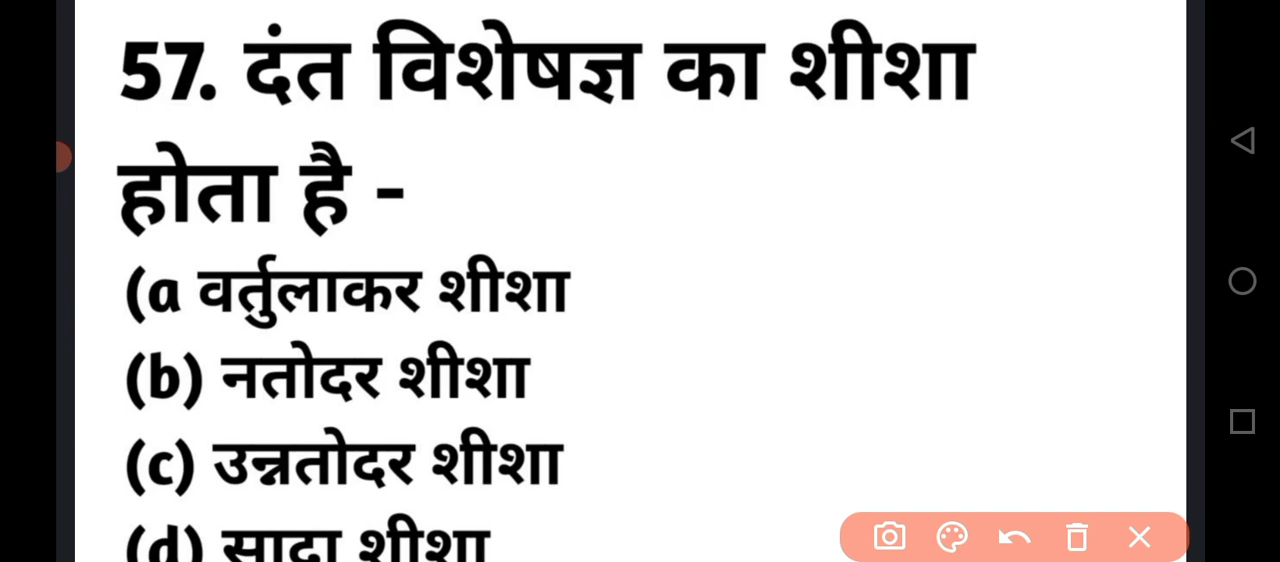 57. दंत विशेषज्ञ का शीशा
होता है -
(a वर्तुलाकर शीशा
(b) नतोदर शीशा
(c) उन्नतोदर शीशा
(d) सादा शीशा